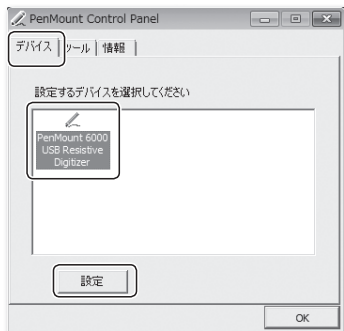 PenMount Control Panel
デバイス ツール 情報
設定するデバイスを選択してください
PenMount 6000
USB Resistive
Digitizer
設定
OK